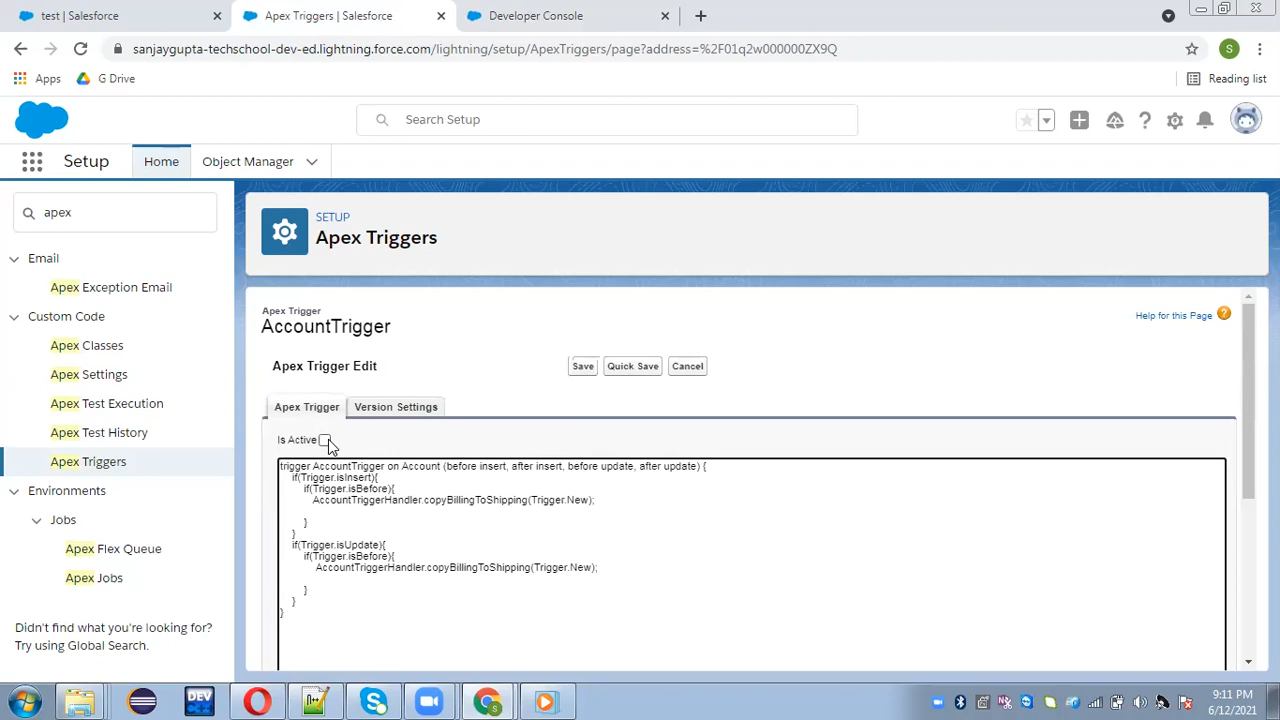 test | Salesforce
Apex Triggers | Salesforce
Developer Console
sanjaygupta-techschool-dev-ed.lightning.force.com/lightning/setup/ApexTriggers/page?address=%2F01q2w000000ZX9Q
S
Apps
G Drive
Reading list
Search Setup
Setup
Home
Object Manager
apex
Email
Apex Exception Email
Custom Code
Apex Classes
Apex Settings
Apex Test Execution
Apex Test History
Apex Triggers
Environments
Jobs
Apex Flex Queue
Apex Jobs
Didn't find what you're looking for?
Try using Global Search.
SETUP
Apex Triggers
Apex Trigger
AccountTrigger
Help for this Page
Apex Trigger Edit
Save
Quick Save
Cancel
Apex Trigger
Version Settings
Is Active
trigger AccountTrigger on Account (before insert, after insert, before update, after update) {
if(Trigger.isInsert){
if(Trigger.isBefore){
AccountTriggerHandler.copyBillingToShipping(Trigger.New);
}
}
if(Trigger.isUpdate){
if(Trigger.isBefore){
AccountTriggerHandler.copyBillingToShipping(Trigger.New);
}
}
}
DEV
9:11 PM
6/12/2021